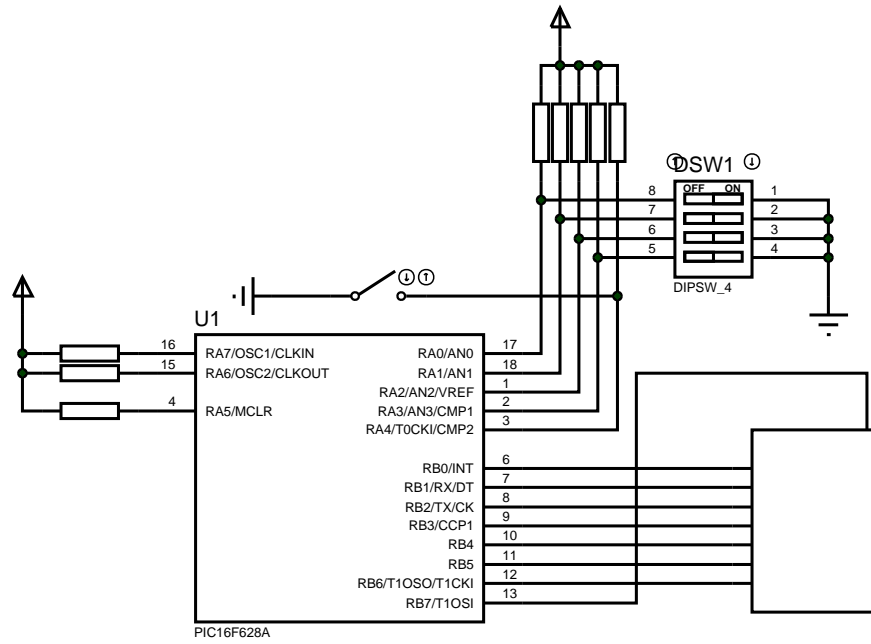 DSW1
OFF ON
8 1
7 2
6 3
5 4
DIPSW_4
U1
16 RA7/OSC1/CLKIN RA0/AN0 17
15 RA6/OSC2/CLKOUT RA1/AN1 18
RA2/AN2/VREF 1
4 RA5/MCLR RA3/AN3/CMP1 2
RA4/T0CKI/CMP2 3
RB0/INT 6
RB1/RX/DT 7
RB2/TX/CK 8
RB3/CCP1 9
RB4 10
RB5 11
RB6/T1OSO/T1CKI 12
RB7/T1OSI 13
PIC16F628A